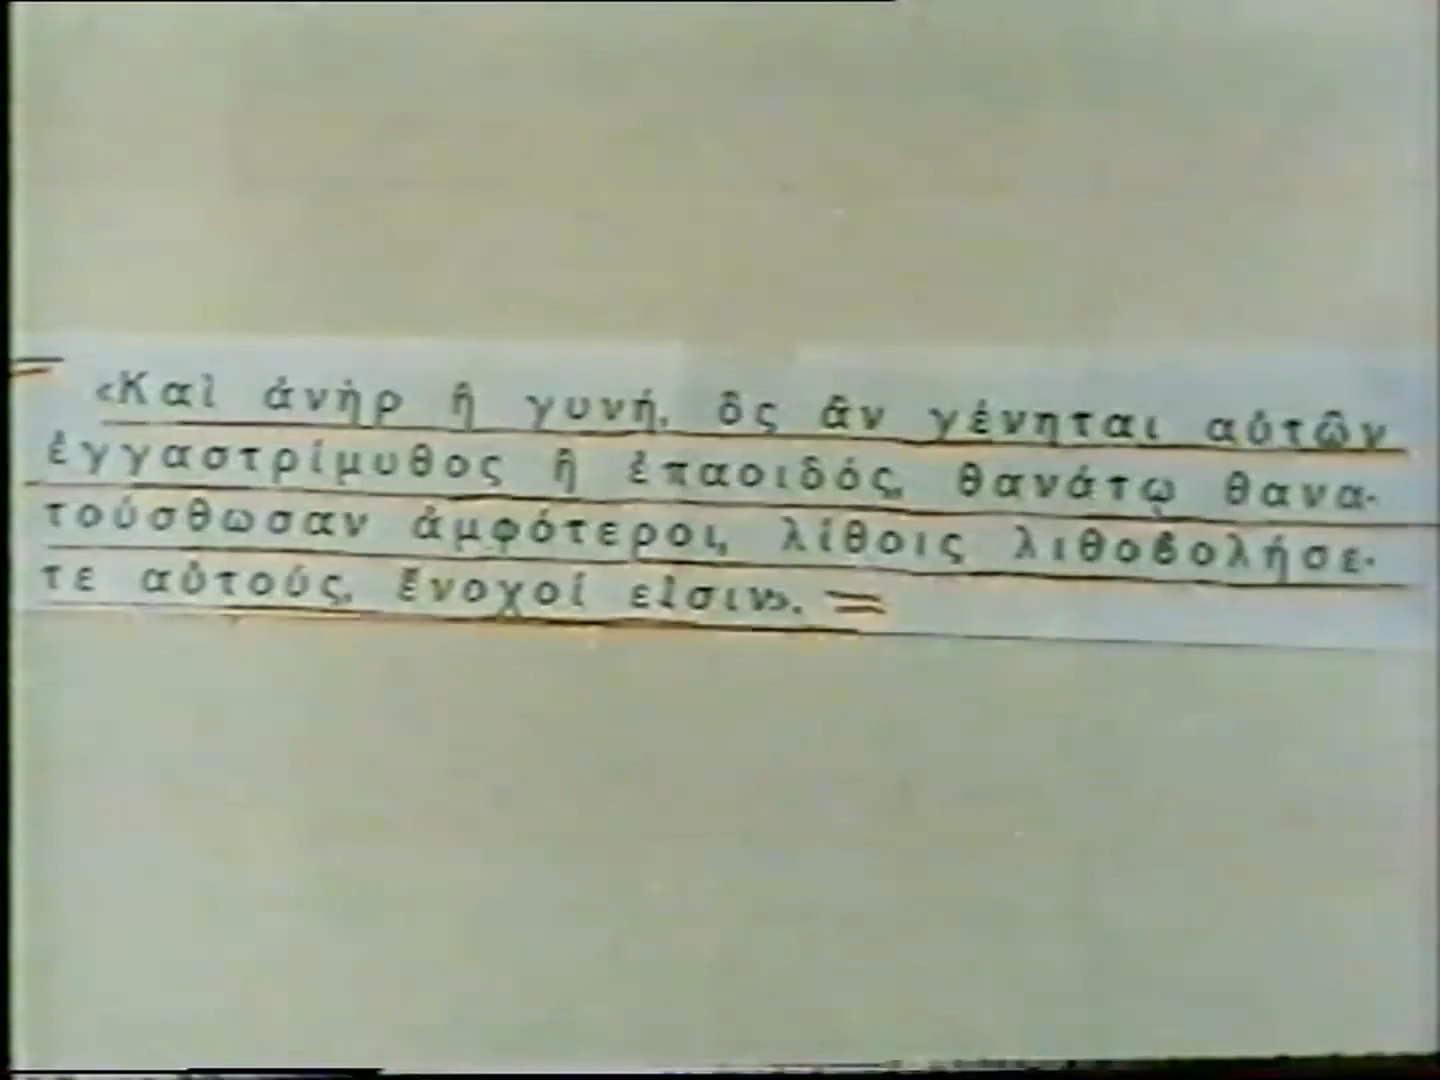 «Καὶ ἀνὴρ ἢ γυνή, ὃς ἂν γένηται αὐτῶν
ἐγγαστρίμυθος ἢ ἐπαοιδός, θανάτῳ θανα-
τούσθωσαν ἀμφότεροι, λίθοις λιθοβολήσε-
τε αὐτούς, ἔνοχοί εἰσιν».